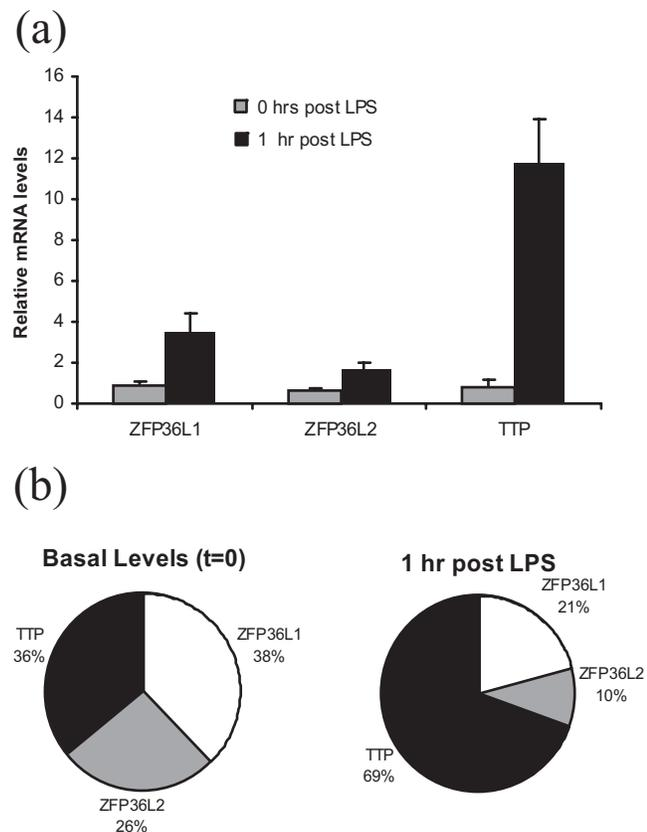 (a)
16
14
12
10
8
6
4
2
0
Relative mRNA levels
0 hrs post LPS
1 hr post LPS
ZFP36L1
ZFP36L2
TTP
(b)
Basal Levels (t=0)
TTP
36%
ZFP36L1
38%
ZFP36L2
26%
1 hr post LPS
ZFP36L1
21%
ZFP36L2
10%
TTP
69%